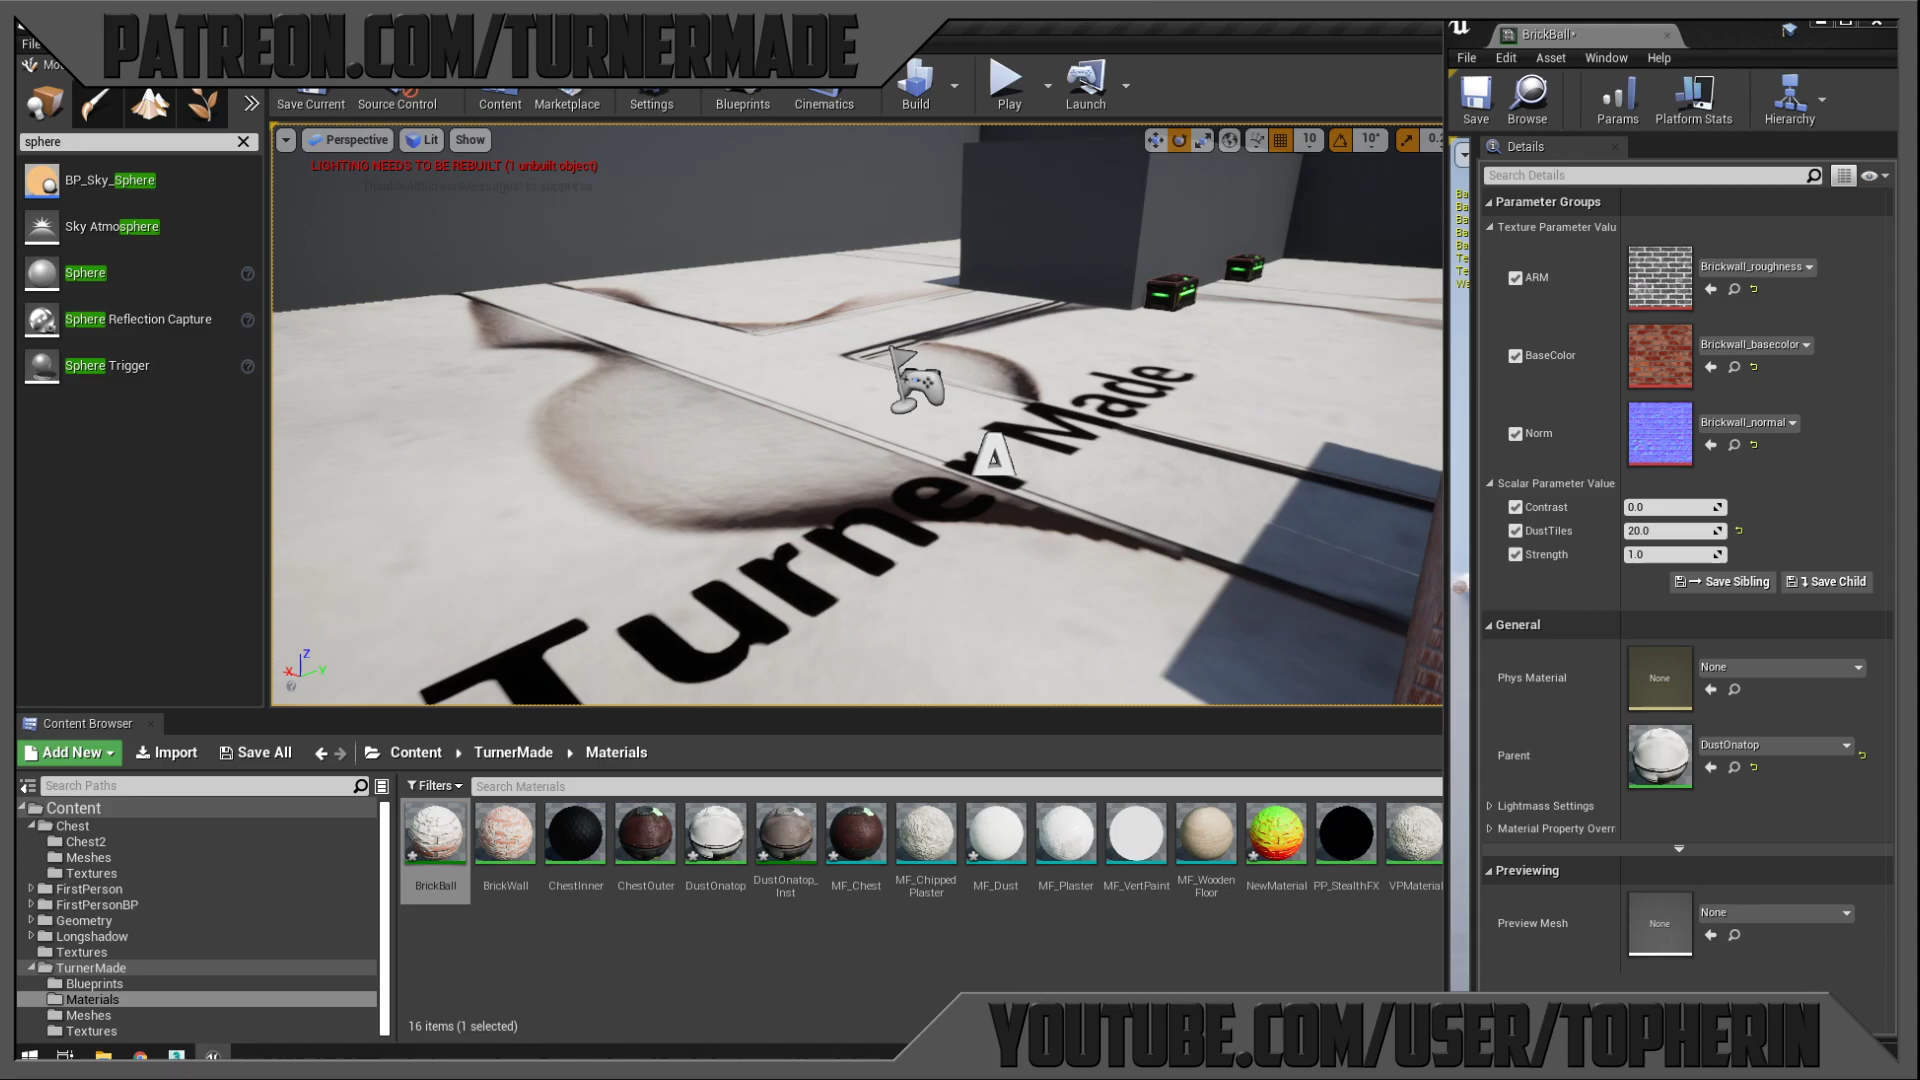 PATREON.COM/TURNERMADE
File
Save Current
Source Control
Content
Marketplace
Settings
Blueprints
Cinematics
Build
Play
Launch
sphere
BP_Sky_Sphere
Sky Atmosphere
Sphere
Sphere Reflection Capture
Sphere Trigger
Perspective
Lit
Show
10
10°
LIGHTING NEEDS TO BE REBUILT (1 unbuilt object)
'DisableAllScreenMessages' to suppress
Turner Made
Z
X
Y
BrickBall*
File
Edit
Asset
Window
Help
Save
Browse
Params
Platform Stats
Hierarchy
Details
Search Details
Parameter Groups
Texture Parameter Valu
ARM
Brickwall_roughness
BaseColor
Brickwall_basecolor
Norm
Brickwall_normal
Scalar Parameter Value
Contrast
0.0
DustTiles
20.0
Strength
1.0
Save Sibling
Save Child
General
Phys Material
None
None
Parent
DustOnatop
Lightmass Settings
Material Property Overr
Previewing
Preview Mesh
None
None
Content Browser
Add New
Import
Save All
Content
TurnerMade
Materials
Search Paths
Filters
Search Materials
Content
Chest
Chest2
Meshes
Textures
FirstPerson
FirstPersonBP
Geometry
Longshadow
Textures
TurnerMade
Blueprints
Materials
Meshes
Textures
BrickBall
BrickWall
ChestInner
ChestOuter
DustOnatop
DustOnatop_
Inst
MF_Chest
MF_Chipped
Plaster
MF_Dust
MF_Plaster
MF_VertPaint
MF_Wooden
Floor
NewMaterial
PP_StealthFX
VPMaterial
16 items (1 selected)
YOUTUBE.COM/USER/TOPHERIN